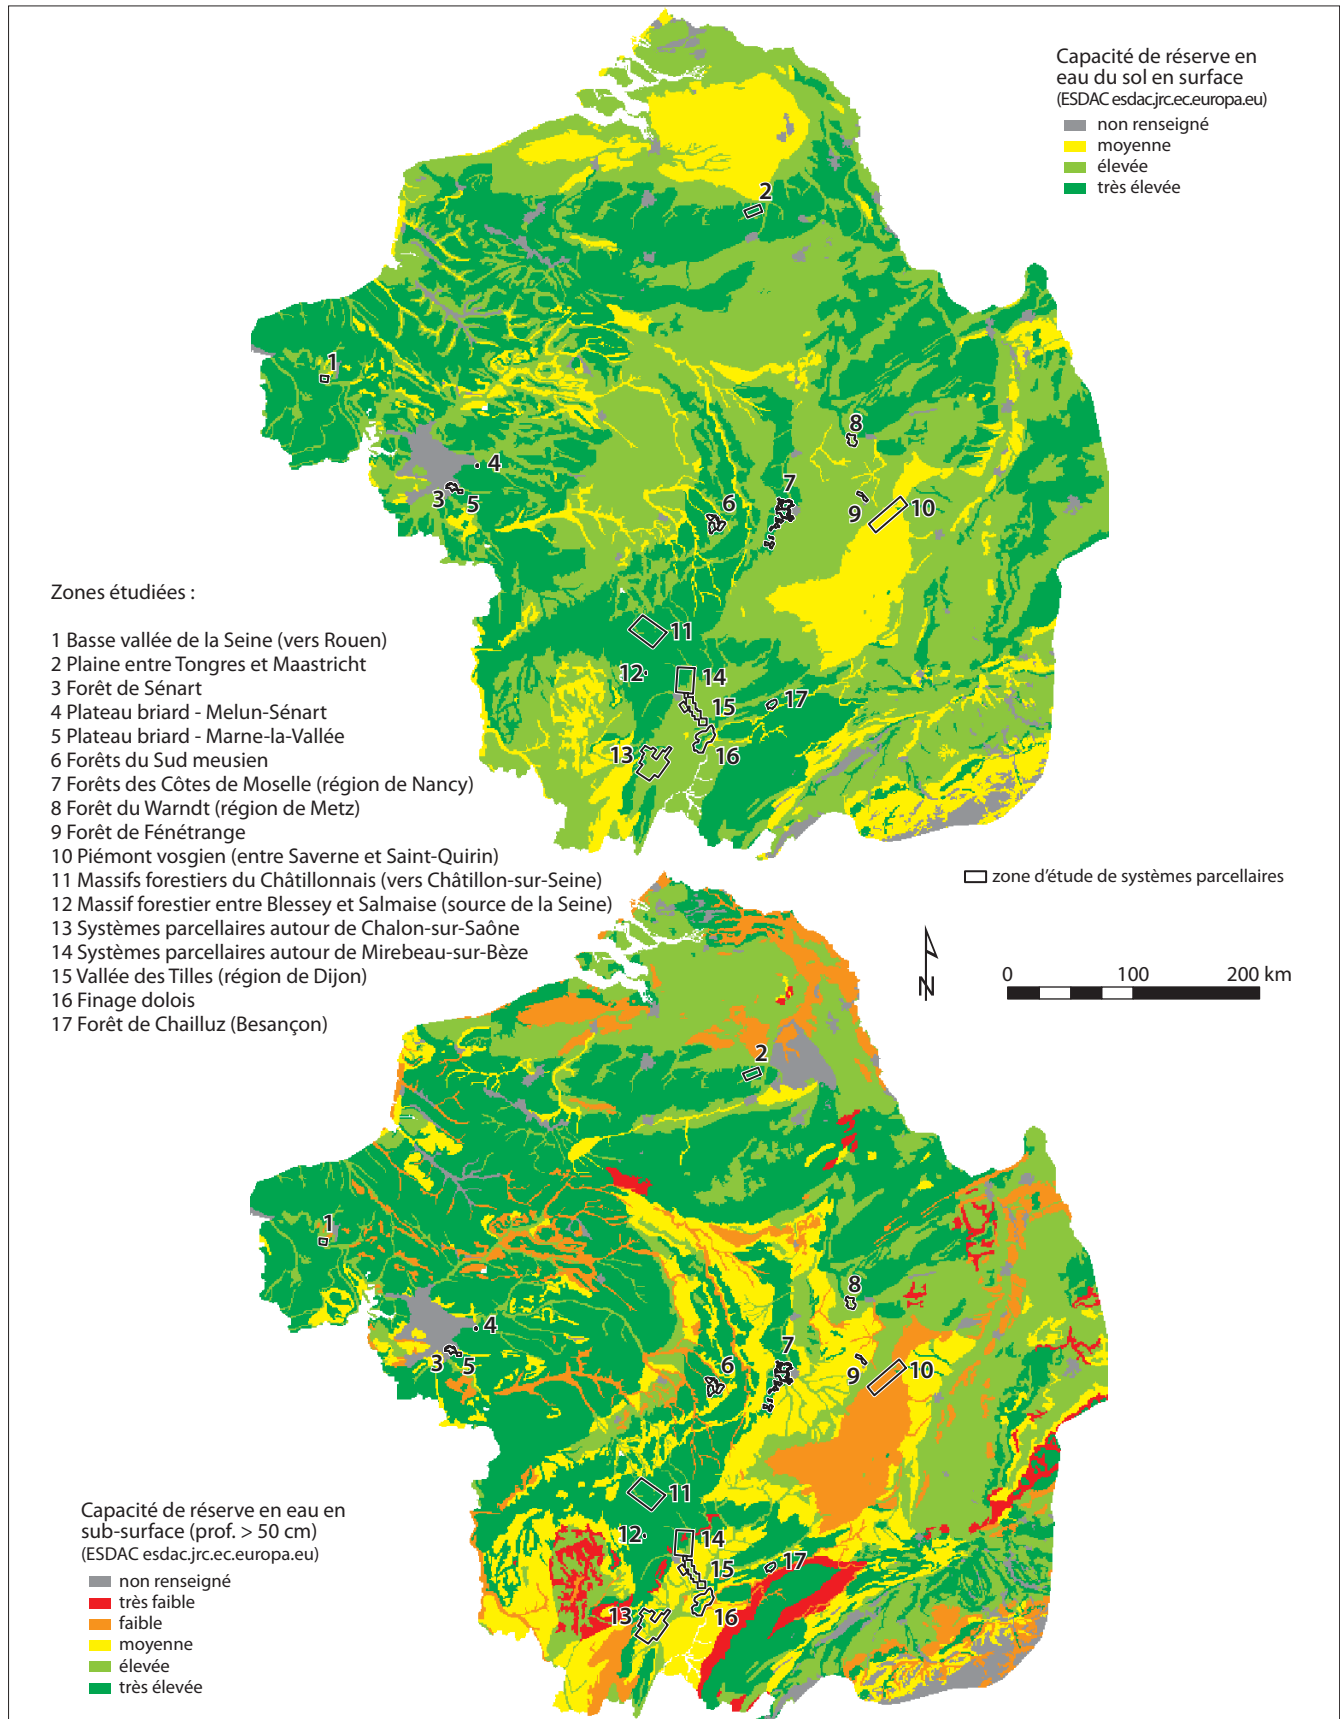 Capacité de réserve en
eau du sol en surface
(ESDAC esdac.jrc.ec.europa.eu)
non renseigné
moyenne
élevée
très élevée
2
1
8
4
3
5
7
6
9
10
11
12
14
17
15
13
16
Zones étudiées :
1 Basse vallée de la Seine (vers Rouen)
2 Plaine entre Tongres et Maastricht
3 Forêt de Sénart
4 Plateau briard - Melun-Sénart
5 Plateau briard - Marne-la-Vallée
6 Forêts du Sud meusien
7 Forêts des Côtes de Moselle (région de Nancy)
8 Forêt du Warndt (région de Metz)
9 Forêt de Fénétrange
10 Piémont vosgien (entre Saverne et Saint-Quirin)
11 Massifs forestiers du Châtillonnais (vers Châtillon-sur-Seine)
12 Massif forestier entre Blessey et Salmaise (source de la Seine)
13 Systèmes parcellaires autour de Chalon-sur-Saône
14 Systèmes parcellaires autour de Mirebeau-sur-Bèze
15 Vallée des Tilles (région de Dijon)
16 Finage dolois
17 Forêt de Chailluz (Besançon)
zone d'étude de systèmes parcellaires
N
0 100 200 km
2
1
8
4
3
5
7
6
9
10
11
12
14
17
15
13
16
Capacité de réserve en eau en
sub-surface (prof. > 50 cm)
(ESDAC esdac.jrc.ec.europa.eu)
non renseigné
très faible
faible
moyenne
élevée
très élevée